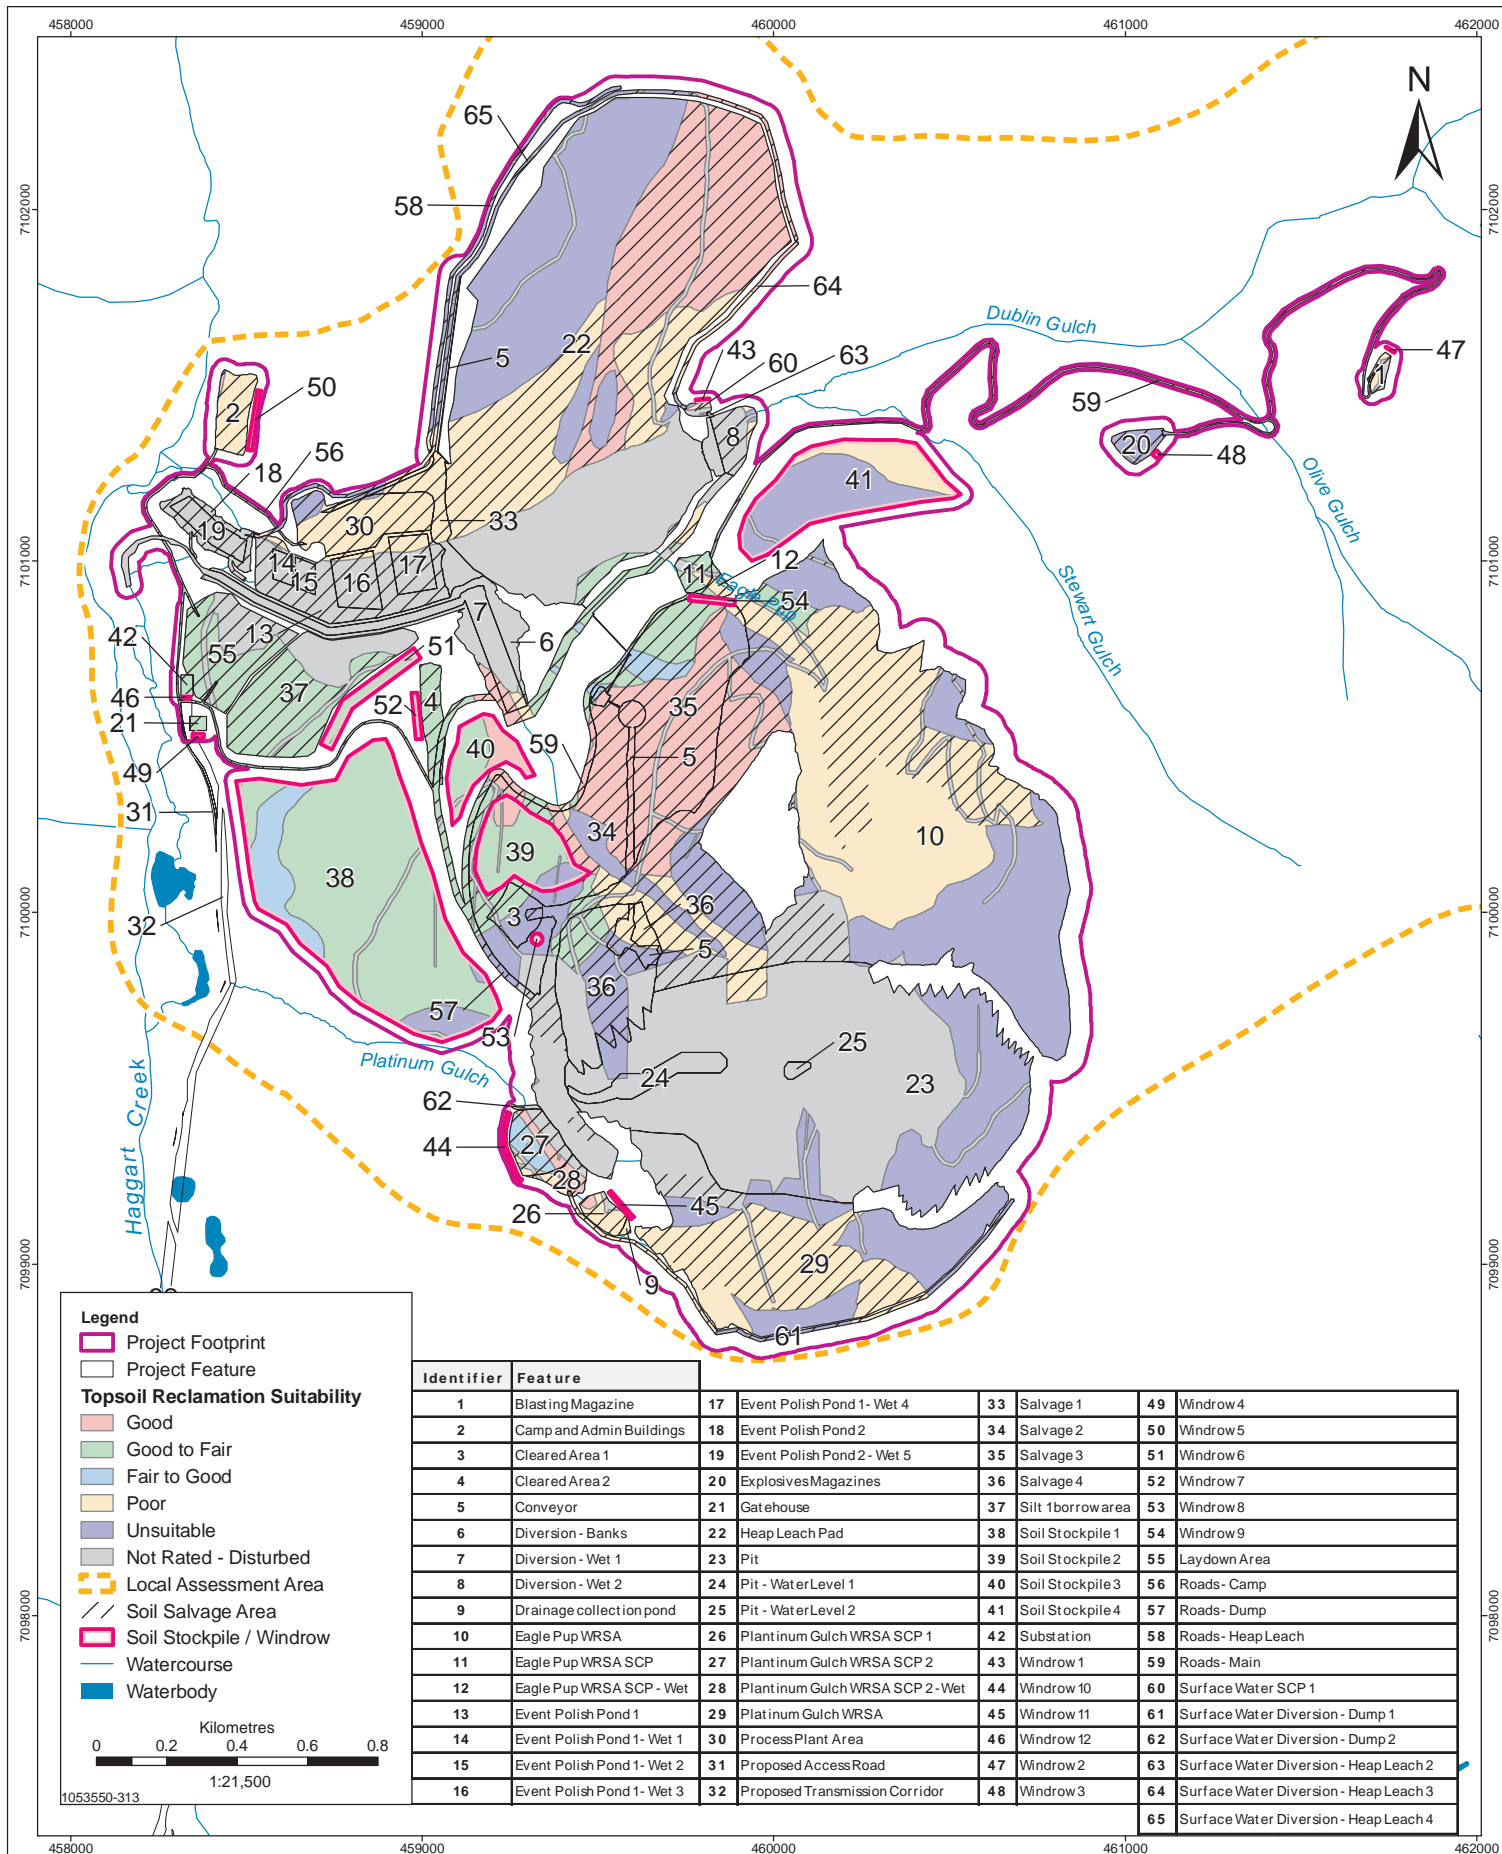 458000 459000 460000 461000 462000
N
7102000 7102000
7101000 7101000
7100000 7100000
7099000 7099000
7098000 7098000
65
58
64
22
5
43
60
63
Dublin Gulch
47
1
59
20
48
2
50
8
56
18
41
Olive Gulch
30
33
19
14
15
16
17
11
12
Eagle Pup
54
Stewart Gulch
7
6
13
42
55
51
37
46
52
4
35
21
40
59
5
49
31
34
10
39
38
36
3
32
5
36
57
53
25
Platinum Gulch
24
23
Haggart Creek
62
44
27
28
26
45
29
9
61
Legend
Project Footprint
Project Feature
Topsoil Reclamation Suitability
Good
Good to Fair
Fair to Good
Poor
Unsuitable
Not Rated - Disturbed
Local Assessment Area
Soil Salvage Area
Soil Stockpile / Windrow
Watercourse
Waterbody
Kilometres
0 0.2 0.4 0.6 0.8
1:21,500
1053550-313
Identifier Feature
1 Blasting Magazine 17 Event Polish Pond 1 - Wet 4 33 Salvage 1 49 Windrow 4
2 Camp and Admin Buildings 18 Event Polish Pond 2 34 Salvage 2 50 Windrow 5
3 Cleared Area 1 19 Event Polish Pond 2 - Wet 5 35 Salvage 3 51 Windrow 6
4 Cleared Area 2 20 Explosives Magazines 36 Salvage 4 52 Windrow 7
5 Conveyor 21 Gatehouse 37 Silt 1 borrow area 53 Windrow 8
6 Diversion - Banks 22 Heap Leach Pad 38 Soil Stockpile 1 54 Windrow 9
7 Diversion - Wet 1 23 Pit 39 Soil Stockpile 2 55 Laydown Area
8 Diversion - Wet 2 24 Pit - Water Level 1 40 Soil Stockpile 3 56 Roads - Camp
9 Drainage collection pond 25 Pit - Water Level 2 41 Soil Stockpile 4 57 Roads - Dump
10 Eagle Pup WRSA 26 Plantinum Gulch WRSA SCP 1 42 Substation 58 Roads - Heap Leach
11 Eagle Pup WRSA SCP 27 Plantinum Gulch WRSA SCP 2 43 Windrow 1 59 Roads - Main
12 Eagle Pup WRSA SCP - Wet 28 Plantinum Gulch WRSA SCP 2 - Wet 44 Windrow 10 60 Surface Water SCP 1
13 Event Polish Pond 1 29 Platinum Gulch WRSA 45 Windrow 11 61 Surface Water Diversion - Dump 1
14 Event Polish Pond 1 - Wet 1 30 Process Plant Area 46 Windrow 12 62 Surface Water Diversion - Dump 2
15 Event Polish Pond 1 - Wet 2 31 Proposed Access Road 47 Windrow 2 63 Surface Water Diversion - Heap Leach 2
16 Event Polish Pond 1 - Wet 3 32 Proposed Transmission Corridor 48 Windrow 3 64 Surface Water Diversion - Heap Leach 3
65 Surface Water Diversion - Heap Leach 4
458000 459000 460000 461000 462000